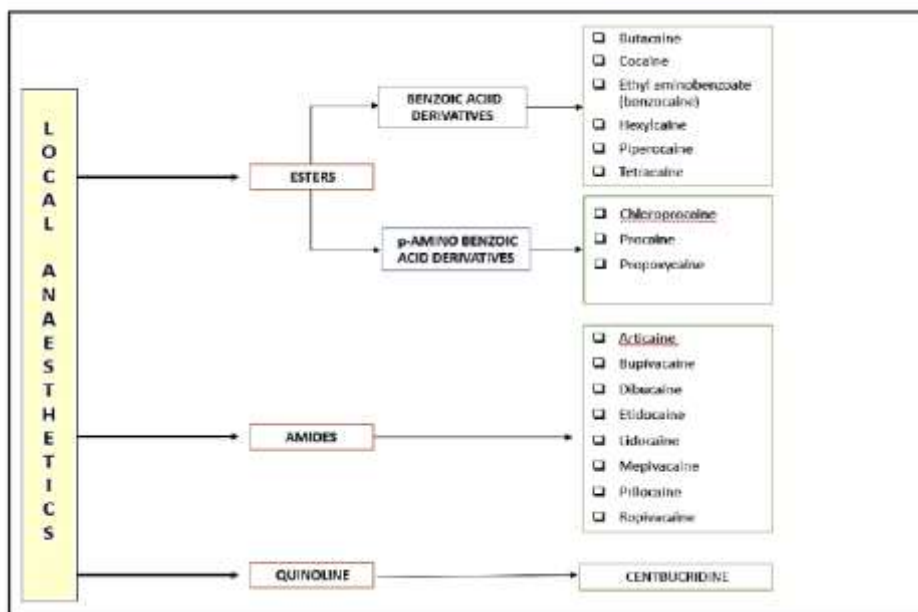 LOCAL ANAESTHETICS
ESTERS
BENZOIC ACIID
DERIVATIVES
Butacaine
Cocaine
Ethyl aminobenzoate
(benzocaine)
Hexylcaine
Piperocaine
Tetracaine
p-AMINO BENZOIC
ACID DERIVATIVES
Chloroprocaine
Procaine
Propoxycaine
AMIDES
Articaine
Bupivacaine
Dibucaine
Etidocaine
Lidocaine
Mepivacaine
Prilocaine
Ropivacaine
QUINOLINE
CENTBUCRIDINE